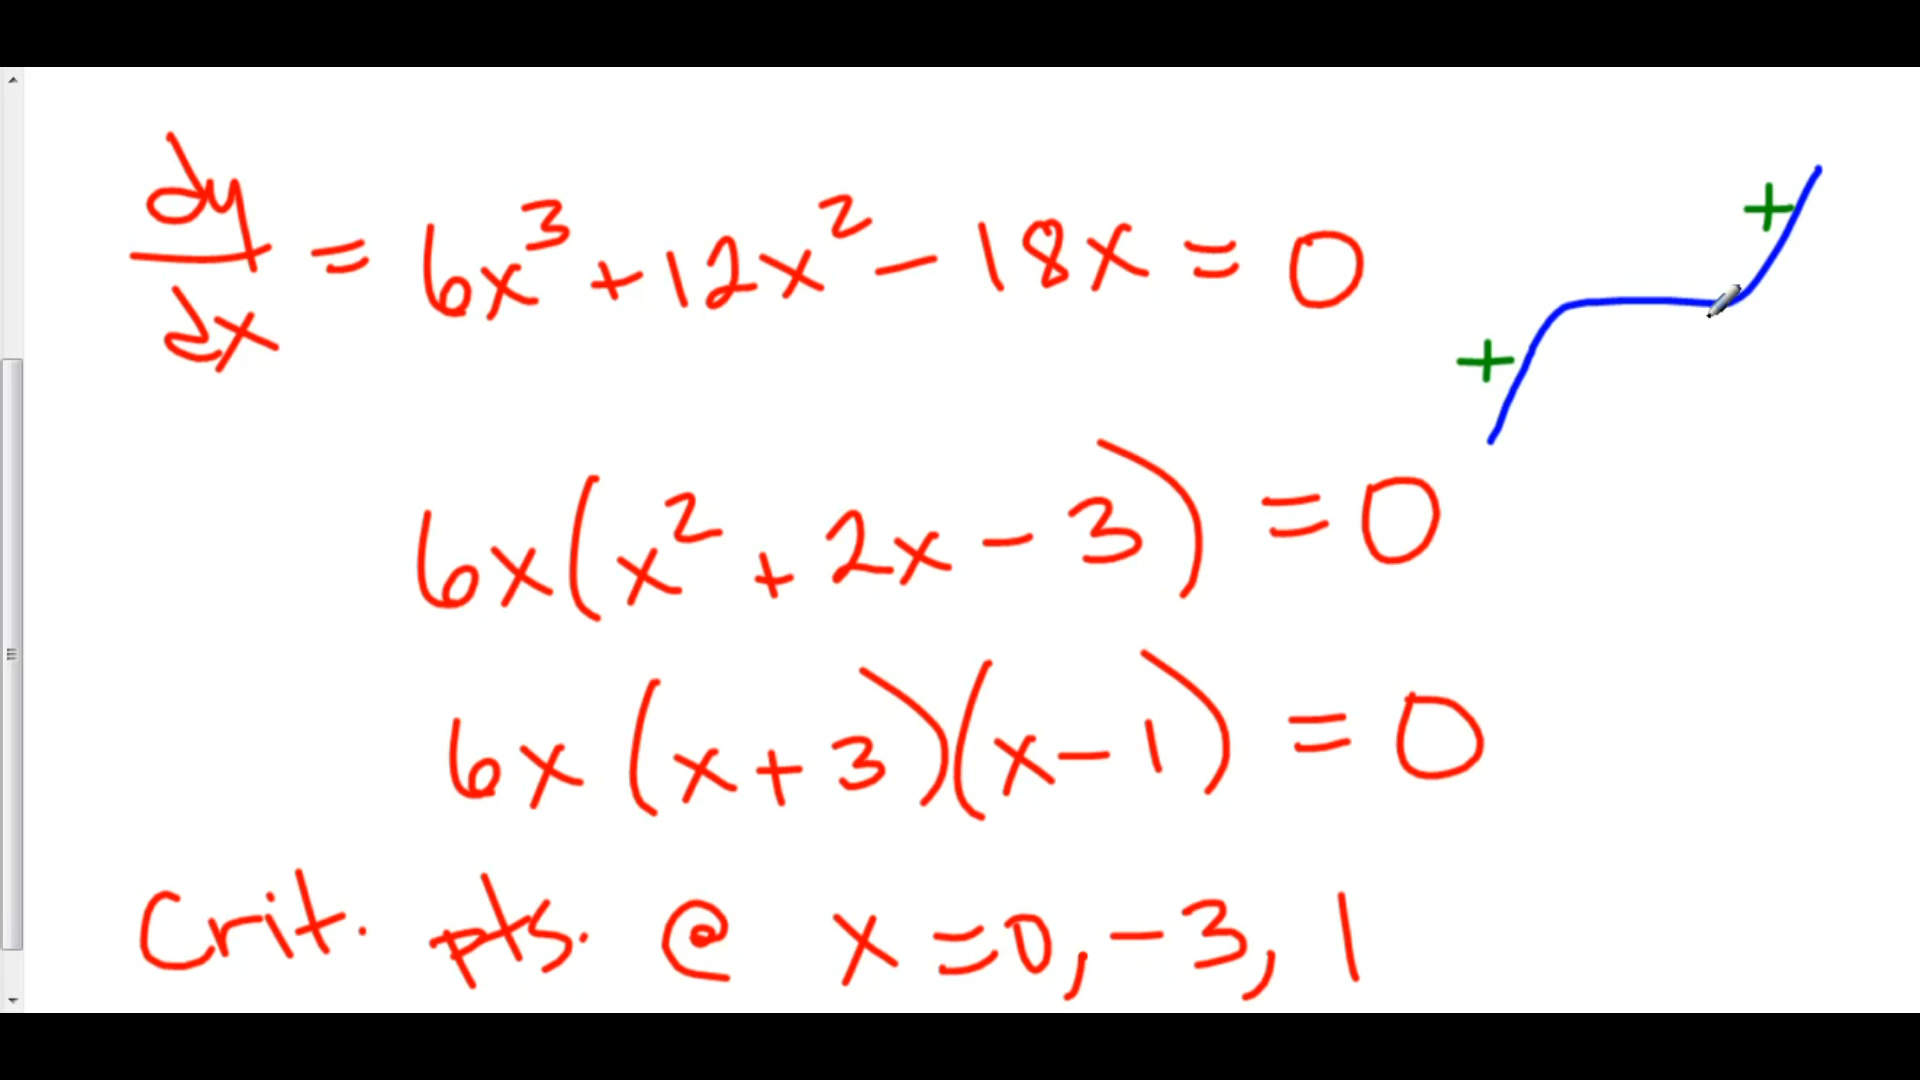 dy/dx = 6x³ + 12x² - 18x = 0
+
+
6x(x² + 2x - 3) = 0
6x(x + 3)(x - 1) = 0
Crit. pts. @ x = 0, -3, 1